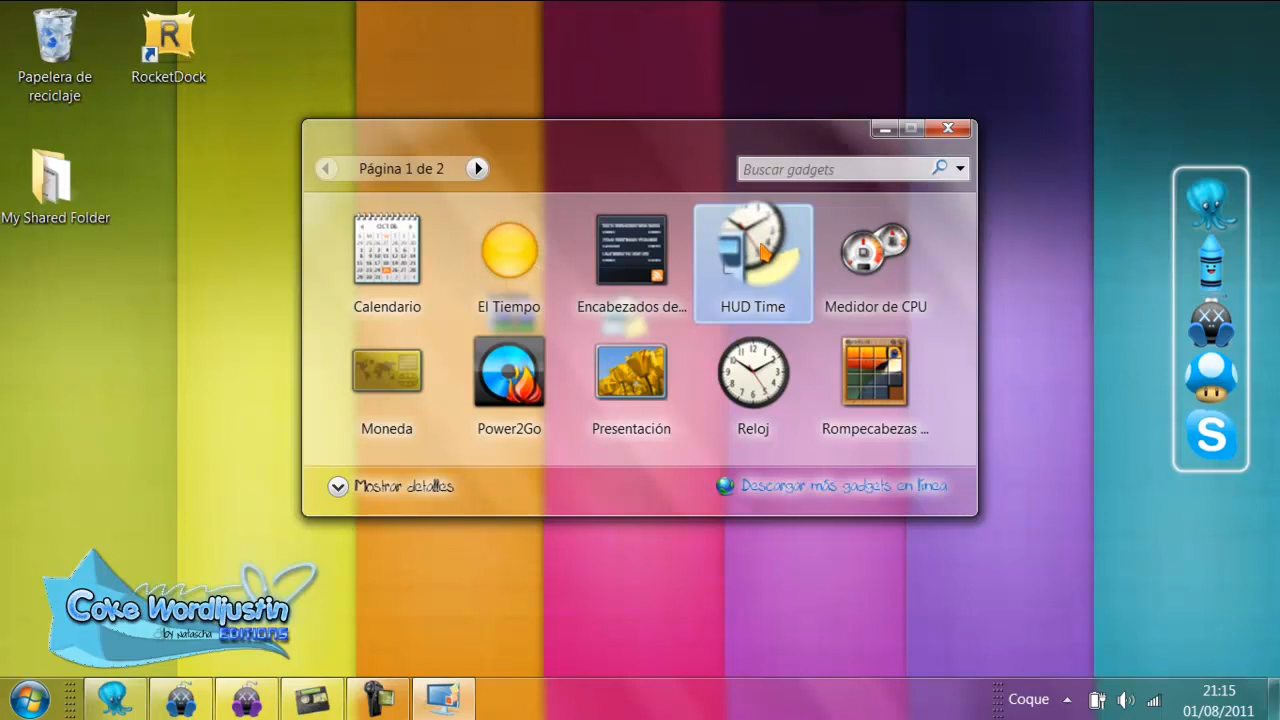 Papelera de
reciclaje
RocketDock
My Shared Folder
Página 1 de 2
Buscar gadgets
OCT 06
Calendario
El Tiempo
Encabezados de...
HUD Time
Medidor de CPU
Moneda
Power2Go
Presentación
Reloj
Rompecabezas ...
Mostrar detalles
Descargar más gadgets en línea
Coke Wordljustin
by Natascha EDITIONS
Coque
21:15
01/08/2011